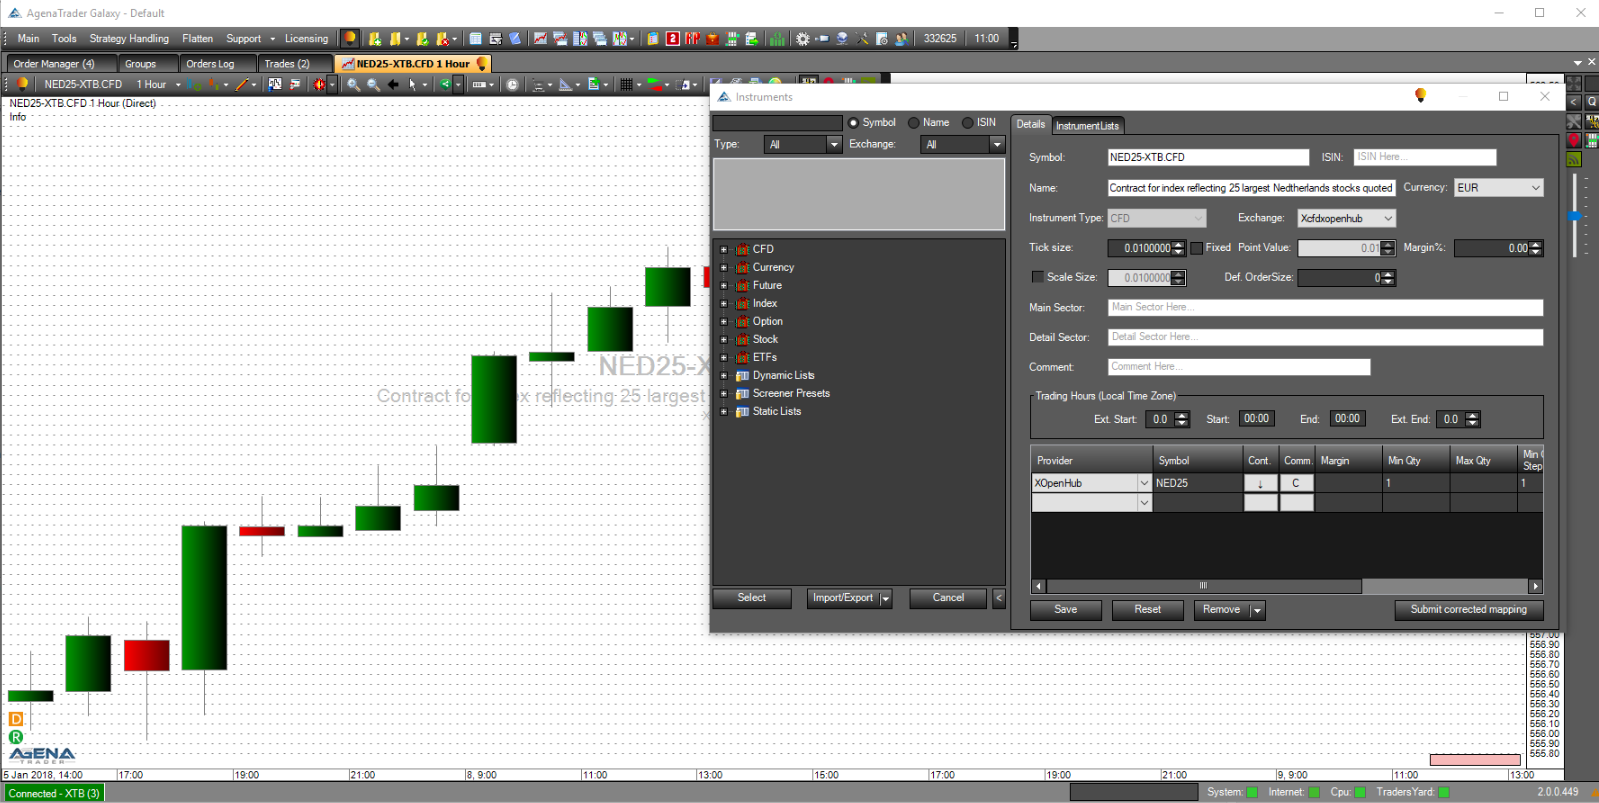 AgenaTrader Galaxy - Default
Main Tools Strategy Handling Flatten Support Licensing 2 332625 11:00
Order Manager (4) Groups Orders Log Trades (2) NED25-XTB.CFD 1 Hour
NED25-XTB.CFD 1 Hour
NED25-XTB.CFD 1 Hour (Direct)
Info
NED25-X
Contract fo x reflecting 25 largest
Instruments
Symbol Name ISIN
Type: All Exchange: All
CFD
Currency
Future
Index
Option
Stock
ETFs
Dynamic Lists
Screener Presets
Static Lists
Select Import/Export Cancel <
Details InstrumentLists
Symbol: NED25-XTB.CFD ISIN: ISIN Here...
Name: Contract for index reflecting 25 largest Nedtherlands stocks quoted Currency: EUR
Instrument Type: CFD Exchange: Xcfdxopenhub
Tick size: 0.0100000 Fixed Point Value: 0.01 Margin%: 0.00
Scale Size: 0.0100000 Def. OrderSize: 0
Main Sector: Main Sector Here...
Detail Sector: Detail Sector Here...
Comment: Comment Here...
Trading Hours (Local Time Zone)
Ext. Start: 0.0 Start: 00:00 End: 00:00 Ext. End: 0.0
Provider Symbol Cont. Comm. Margin Min Qty Max Qty Min
Step
XOpenHub NED25 ↓ C 1 1
Save Reset Remove Submit corrected mapping
< Q
556.90
556.80
556.70
556.60
556.50
556.40
556.30
556.20
556.10
556.00
555.90
555.80
D
R
AGENA
TRADER
5 Jan 2018, 14:00 17:00 19:00 21:00 8, 9:00 11:00 13:00 15:00 17:00 19:00 21:00 9, 9:00 11:00 13:00
Connected - XTB (3) System: Internet: Cpu: TradersYard: 2.0.0.449